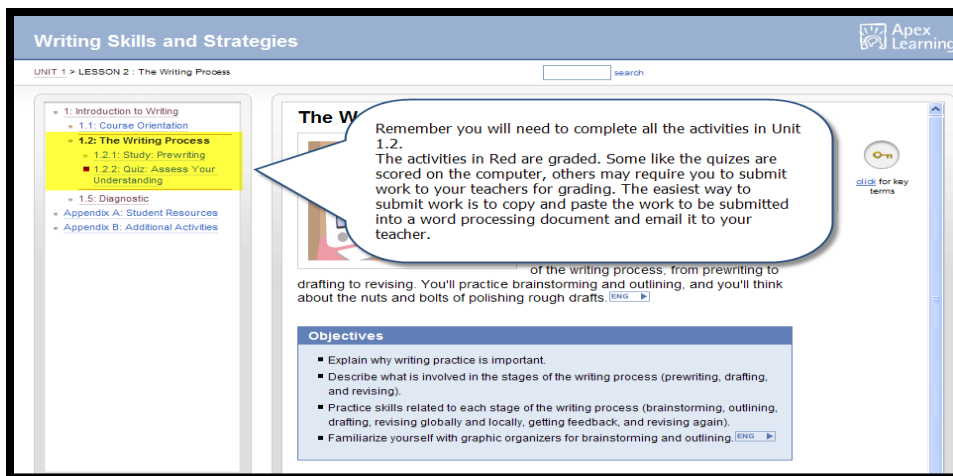 Writing Skills and Strategies
Apex
Learning
UNIT 1 > LESSON 2 : The Writing Process
search
1: Introduction to Writing
1.1: Course Orientation
1.2: The Writing Process
1.2.1: Study: Prewriting
1.2.2: Quiz: Assess Your
Understanding
1.5: Diagnostic
Appendix A: Student Resources
Appendix B: Additional Activities
The W
Remember you will need to complete all the activities in Unit
1.2.
The activities in Red are graded. Some like the quizes are
scored on the computer, others may require you to submit
work to your teachers for grading. The easiest way to
submit work is to copy and paste the work to be submitted
into a word processing document and email it to your
teacher.
click for key
terms
of the writing process, from prewriting to
drafting to revising. You'll practice brainstorming and outlining, and you'll think
about the nuts and bolts of polishing rough drafts. ENG
Objectives
Explain why writing practice is important.
Describe what is involved in the stages of the writing process (prewriting, drafting,
and revising).
Practice skills related to each stage of the writing process (brainstorming, outlining,
drafting, revising globally and locally, getting feedback, and revising again).
Familiarize yourself with graphic organizers for brainstorming and outlining. ENG